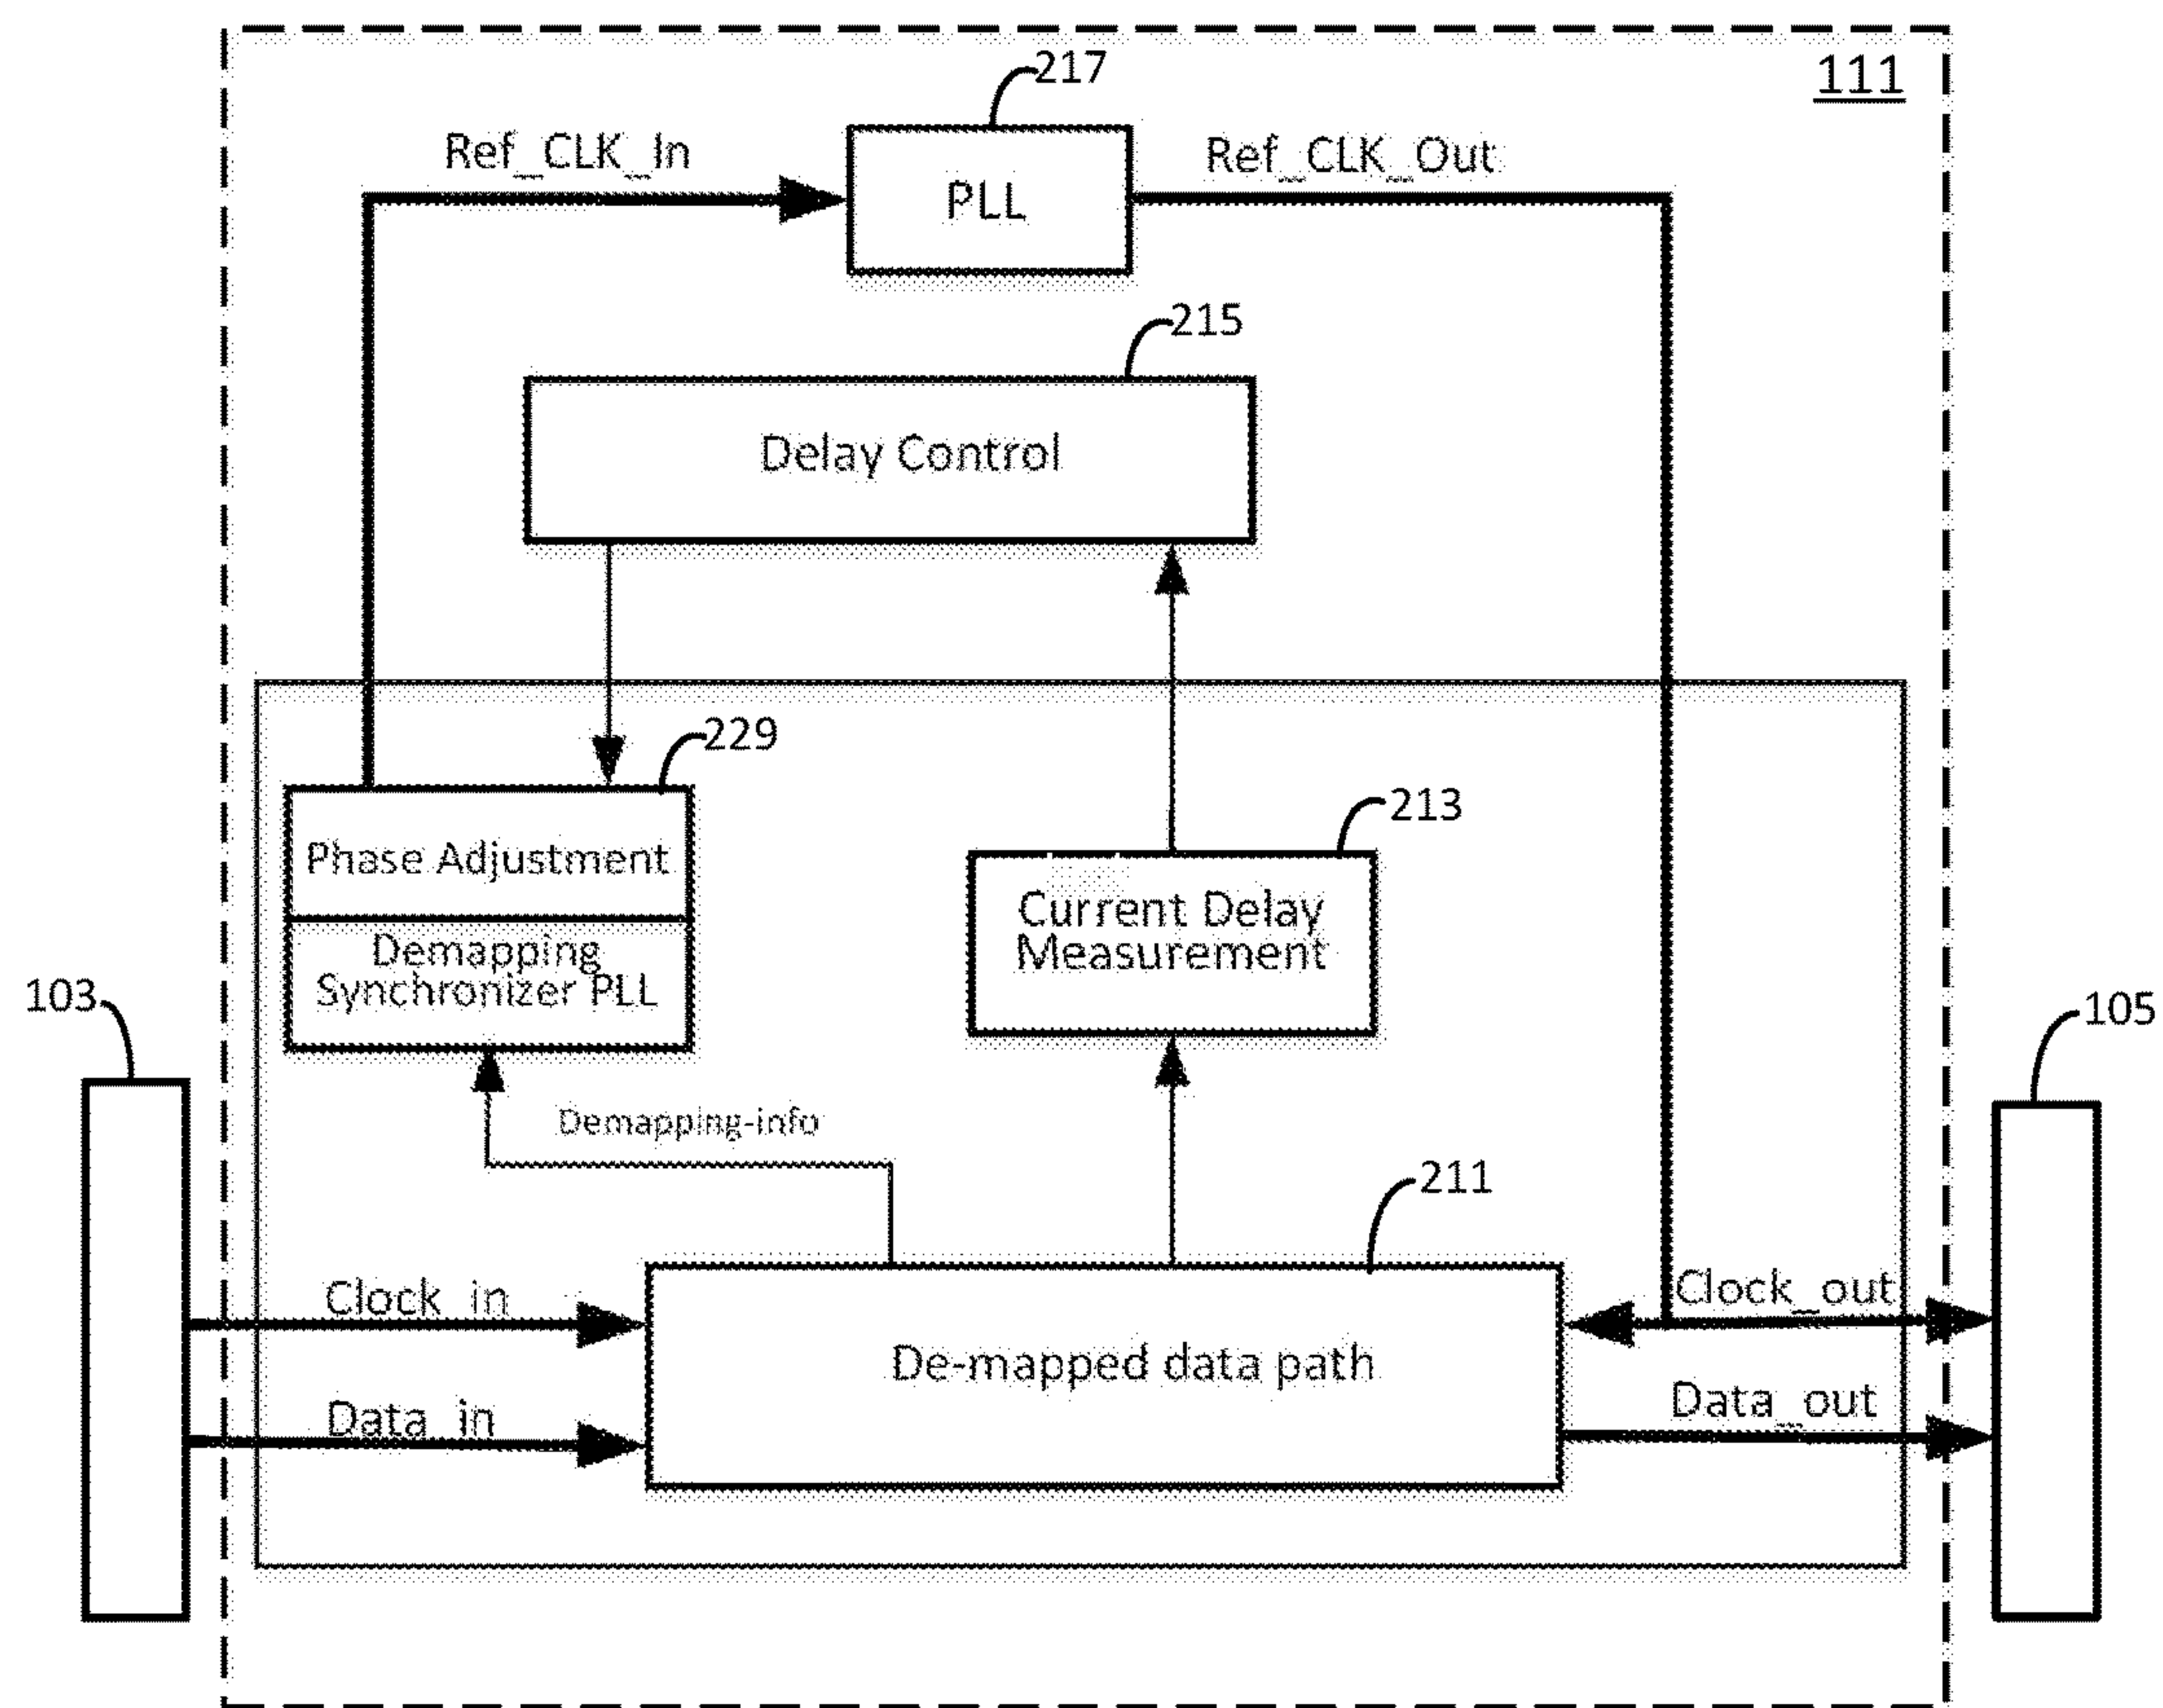 217
111
Ref_CLK_In
Ref_CLK_Out
PLL
215
Delay Control
229
213
Phase Adjustment
Current Delay
Measurement
Demapping
Synchronizer PLL
103
105
Demapping-info
211
Clock_in
Clock_out
De-mapped data path
Data_in
Data_out